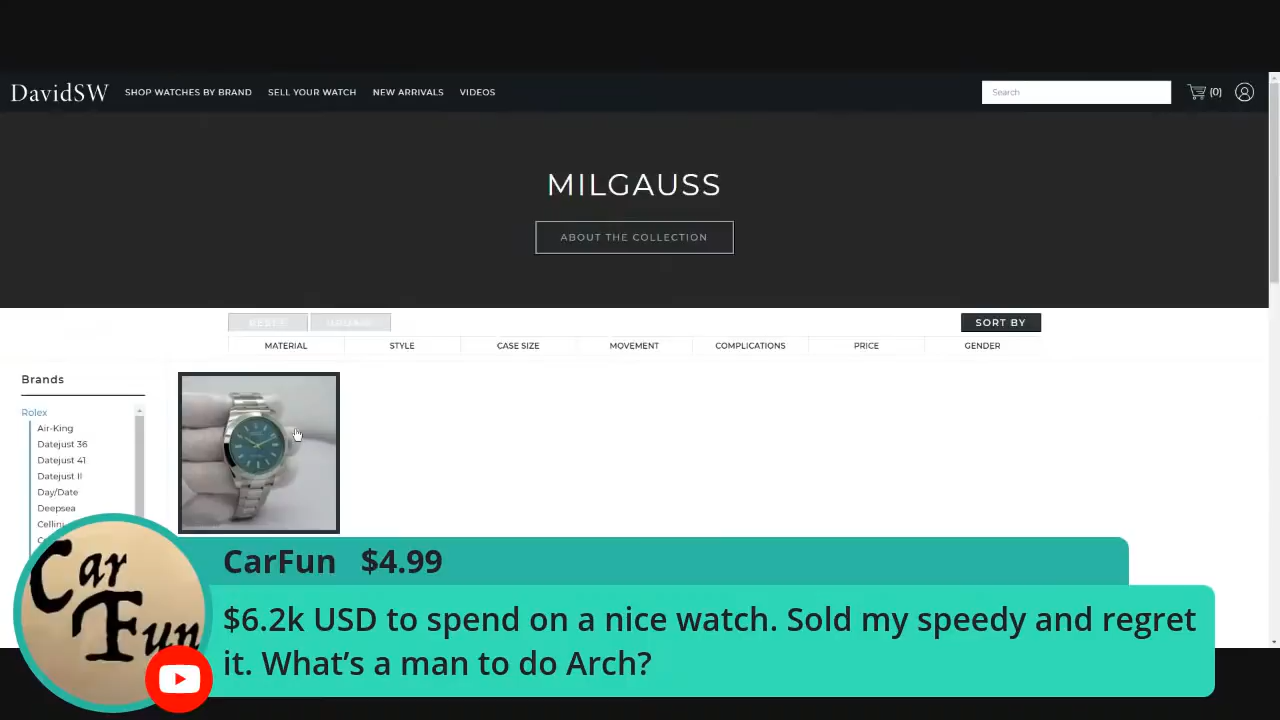 DavidSW SHOP WATCHES BY BRAND SELL YOUR WATCH NEW ARRIVALS VIDEOS Search (0)
MILGAUSS
ABOUT THE COLLECTION
SORT BY
MATERIAL STYLE CASE SIZE MOVEMENT COMPLICATIONS PRICE GENDER
Brands
Rolex
Air-King
Datejust 36
Datejust 41
Datejust II
Day/Date
Deepsea
Cellini
Car Fun
CarFun $4.99
$6.2k USD to spend on a nice watch. Sold my speedy and regret
it. What’s a man to do Arch?